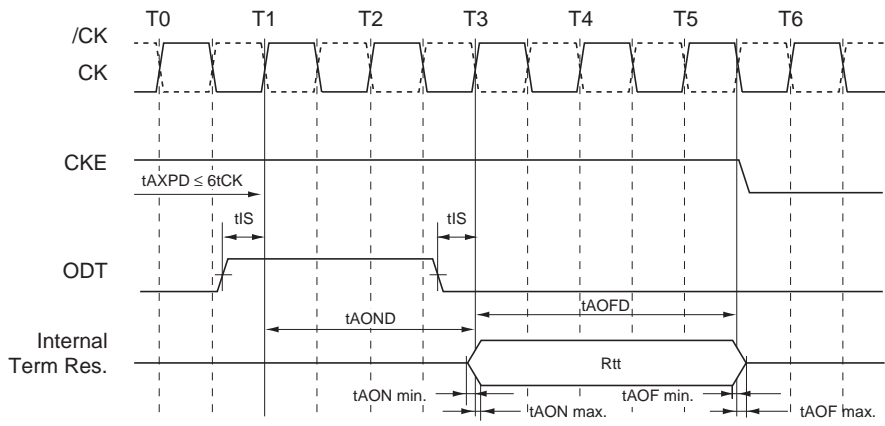 T0 T1 T2 T3 T4 T5 T6
/CK
CK
CKE
tAXPD ≤ 6tCK
tIS tIS
ODT
tAOND tAOFD
Internal
Term Res.
Rtt
tAON min. tAOF min.
tAON max. tAOF max.